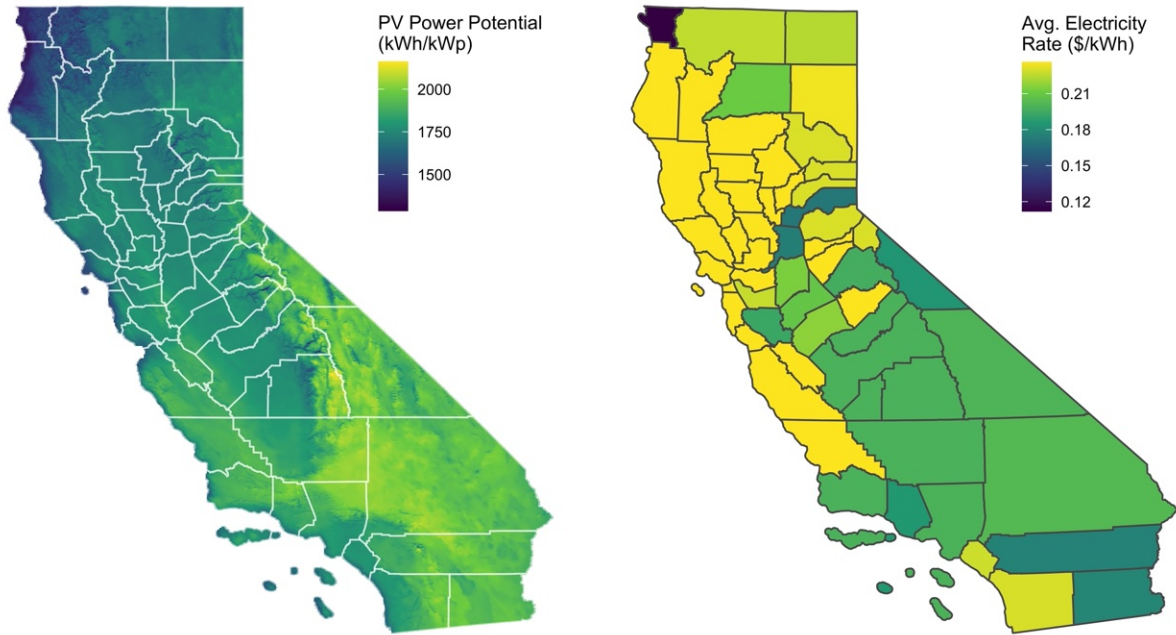 PV Power Potential
(kWh/kWp)
2000
1750
1500
Avg. Electricity
Rate ($/kWh)
0.21
0.18
0.15
0.12